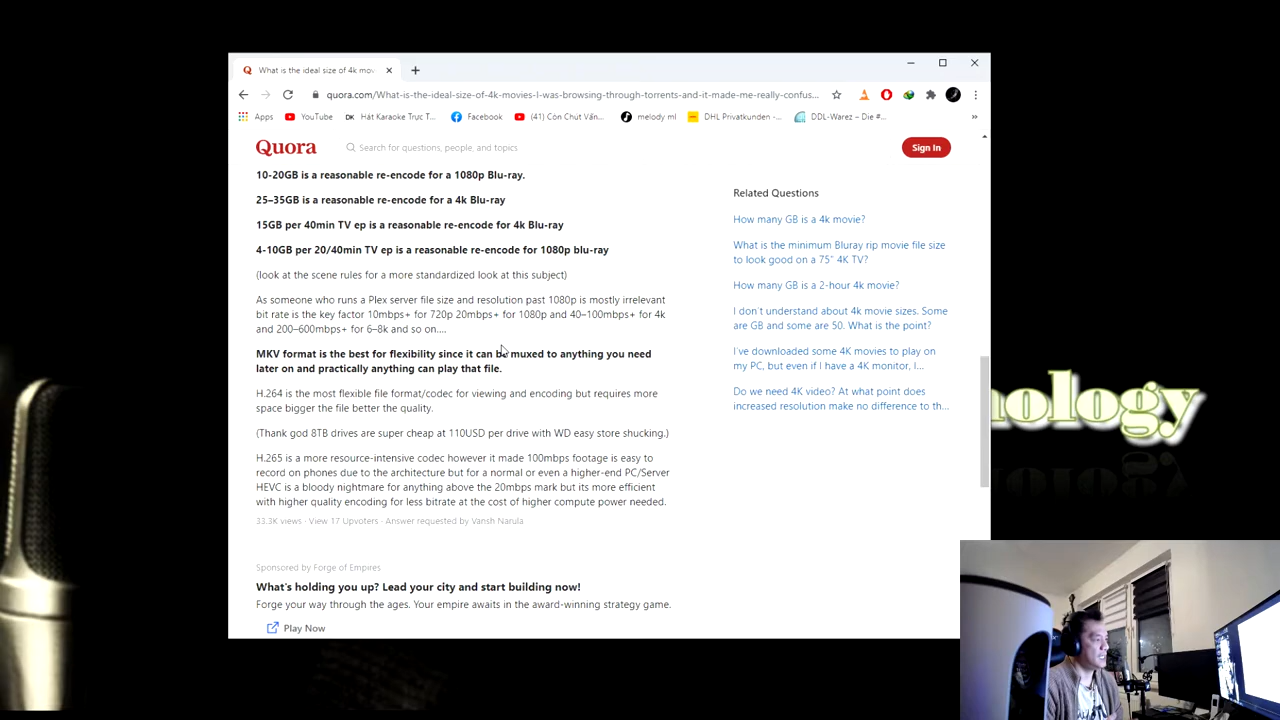 What is the ideal size of 4k mov
quora.com/What-is-the-ideal-size-of-4k-movies-I-was-browsing-through-torrents-and-it-made-me-really-confus...
Apps
YouTube
DK Hát Karaoke Trực T...
Facebook
(41) Còn Chút Vấn...
melody ml
DHL Privatkunden -...
DDL-Warez – Die #...
»
Quora
Search for questions, people, and topics
Sign In
10-20GB is a reasonable re-encode for a 1080p Blu-ray.
25–35GB is a reasonable re-encode for a 4k Blu-ray
15GB per 40min TV ep is a reasonable re-encode for 4k Blu-ray
4-10GB per 20/40min TV ep is a reasonable re-encode for 1080p blu-ray
(look at the scene rules for a more standardized look at this subject)
As someone who runs a Plex server file size and resolution past 1080p is mostly irrelevant
bit rate is the key factor 10mbps+ for 720p 20mbps+ for 1080p and 40–100mbps+ for 4k
and 200–600mbps+ for 6–8k and so on....
MKV format is the best for flexibility since it can be muxed to anything you need
later on and practically anything can play that file.
H.264 is the most flexible file format/codec for viewing and encoding but requires more
space bigger the file better the quality.
(Thank god 8TB drives are super cheap at 110USD per drive with WD easy store shucking.)
H.265 is a more resource-intensive codec however it made 100mbps footage is easy to
record on phones due to the architecture but for a normal or even a higher-end PC/Server
HEVC is a bloody nightmare for anything above the 20mbps mark but its more efficient
with higher quality encoding for less bitrate at the cost of higher compute power needed.
33.3K views · View 17 Upvoters · Answer requested by Vansh Narula
Sponsored by Forge of Empires
What's holding you up? Lead your city and start building now!
Forge your way through the ages. Your empire awaits in the award-winning strategy game.
Play Now
Related Questions
How many GB is a 4k movie?
What is the minimum Bluray rip movie file size
to look good on a 75" 4K TV?
How many GB is a 2-hour 4k movie?
I don't understand about 4k movie sizes. Some
are GB and some are 50. What is the point?
I've downloaded some 4K movies to play on
my PC, but even if I have a 4K monitor, I...
Do we need 4K video? At what point does
increased resolution make no difference to th...
nology